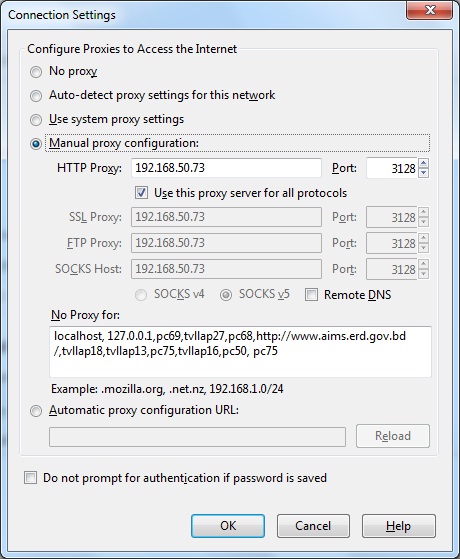 Connection Settings
Configure Proxies to Access the Internet
No proxy
Auto-detect proxy settings for this network
Use system proxy settings
Manual proxy configuration:
HTTP Proxy: 192.168.50.73 Port: 3128
Use this proxy server for all protocols
SSL Proxy: 192.168.50.73 Port: 3128
FTP Proxy: 192.168.50.73 Port: 3128
SOCKS Host: 192.168.50.73 Port: 3128
SOCKS v4 SOCKS v5 Remote DNS
No Proxy for:
localhost, 127.0.0.1,pc69,tvllap27,pc68,http://www.aims.erd.gov.bd
/,tvllap18,tvllap13,pc75,tvllap16,pc50, pc75
Example: .mozilla.org, .net.nz, 192.168.1.0/24
Automatic proxy configuration URL:
Reload
Do not prompt for authentication if password is saved
OK Cancel Help